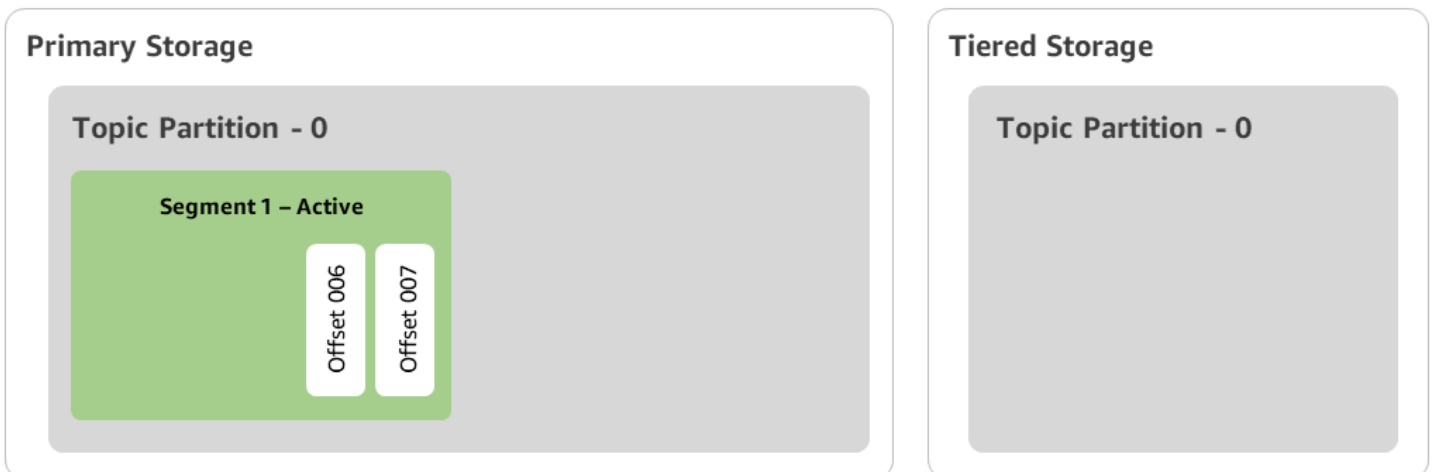 Primary Storage
Topic Partition - 0
Segment 1 – Active
Offset 006
Offset 007
Tiered Storage
Topic Partition - 0